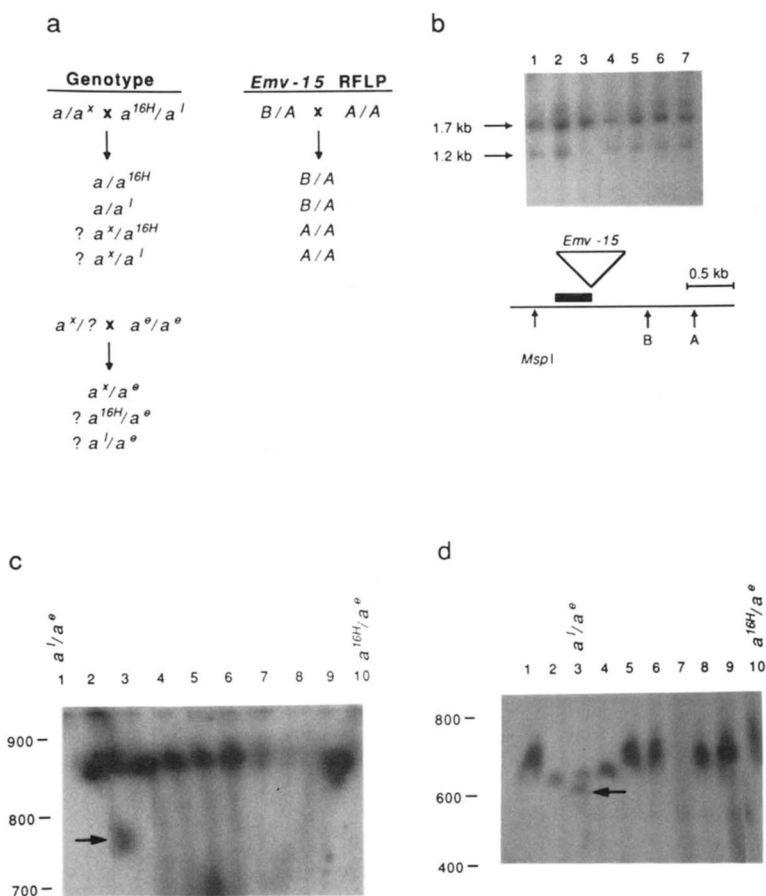 a
Genotype
Emv-15 RFLP
a/a^x x a^16H/a^l
B/A x A/A
a/a^16H
B/A
a/a^l
B/A
? a^x/a^16H
A/A
? a^x/a^l
A/A
a^x/? x a^e/a^e
a^x/a^e
? a^16H/a^e
? a^l/a^e
b
1 2 3 4 5 6 7
1.7 kb
1.2 kb
Emv-15
0.5 kb
B A
MspI
c
a^l/a^e
a^16H/a^e
1 2 3 4 5 6 7 8 9 10
900
800
700
d
a^l/a^e
a^16H/a^e
1 2 3 4 5 6 7 8 9 10
800
600
400